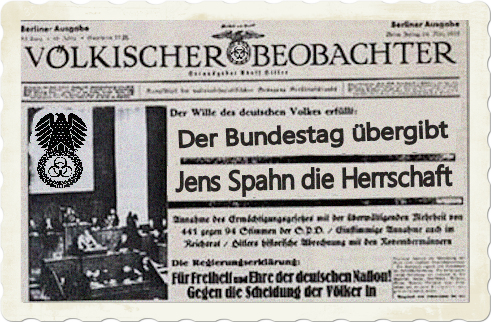 Berliner Ausgabe
Berliner Ausgabe
VÖLKISCHER BEOBACHTER
Herausgeber Adolf Hitler
Der Wille des deutschen Volkes erfüllt:
Der Bundestag übergibt
Jens Spahn die Herrschaft
Annahme des Ermächtigungsgesetzes mit der überwältigenden Mehrheit von
441 gegen 94 Stimmen der S.P.D. / Einstimmige Annahme auch im
Reichsrat / Hitlers historische Abrechnung mit den Novembermännern
Die Regierungserklärung:
Für Freiheit und Ehre der deutschen Nation!
Gegen die Scheidung der Völker in